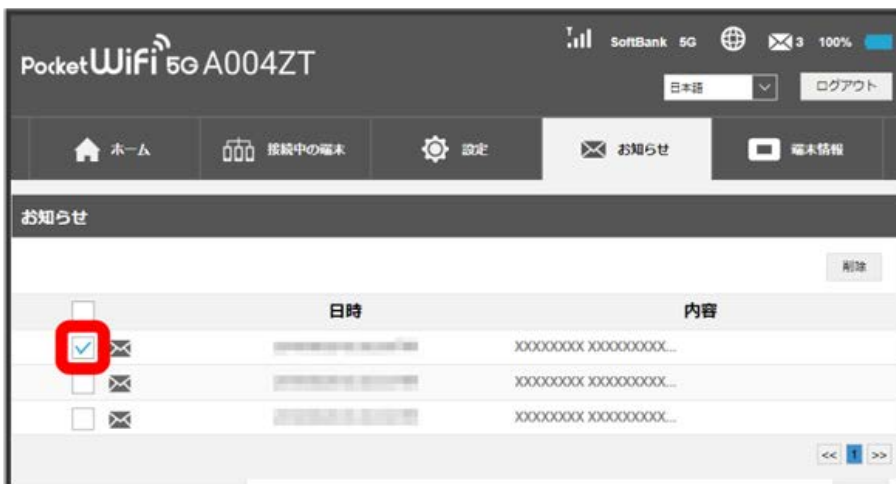 SoftBank 5G 3 100%
Pocket WiFi 5G A004ZT
日本語 ログアウト
ホーム 接続中の端末 設定 お知らせ 端末情報
お知らせ
削除
日時 内容
XXXXXXXX XXXXXXXXX...
XXXXXXXX XXXXXXXXX...
XXXXXXXX XXXXXXXXX...
<< 1 >>